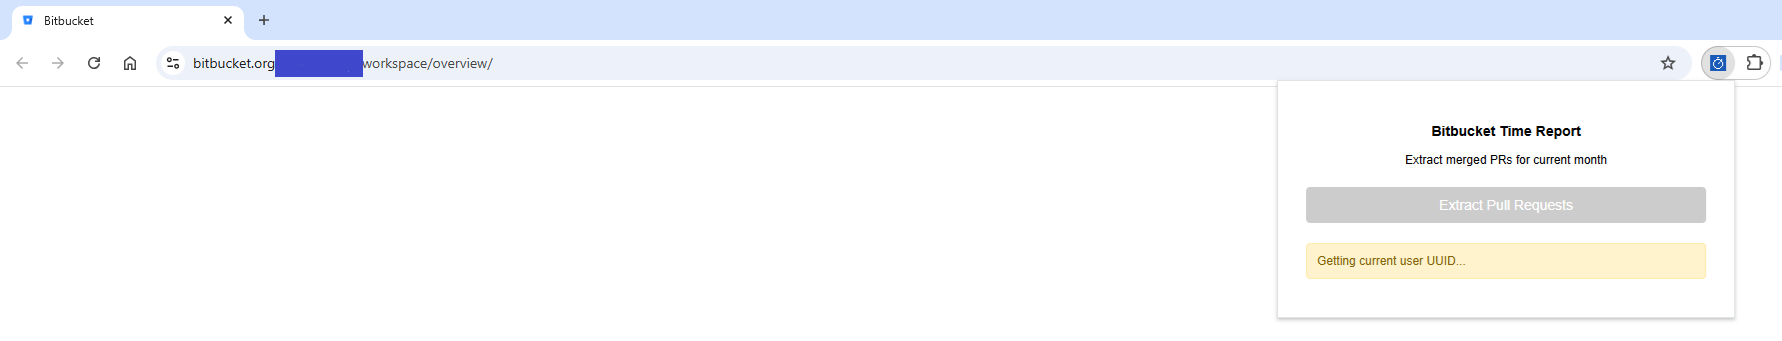 Bitbucket
bitbucket.org workspace/overview/
Bitbucket Time Report
Extract merged PRs for current month
Extract Pull Requests
Getting current user UUID...